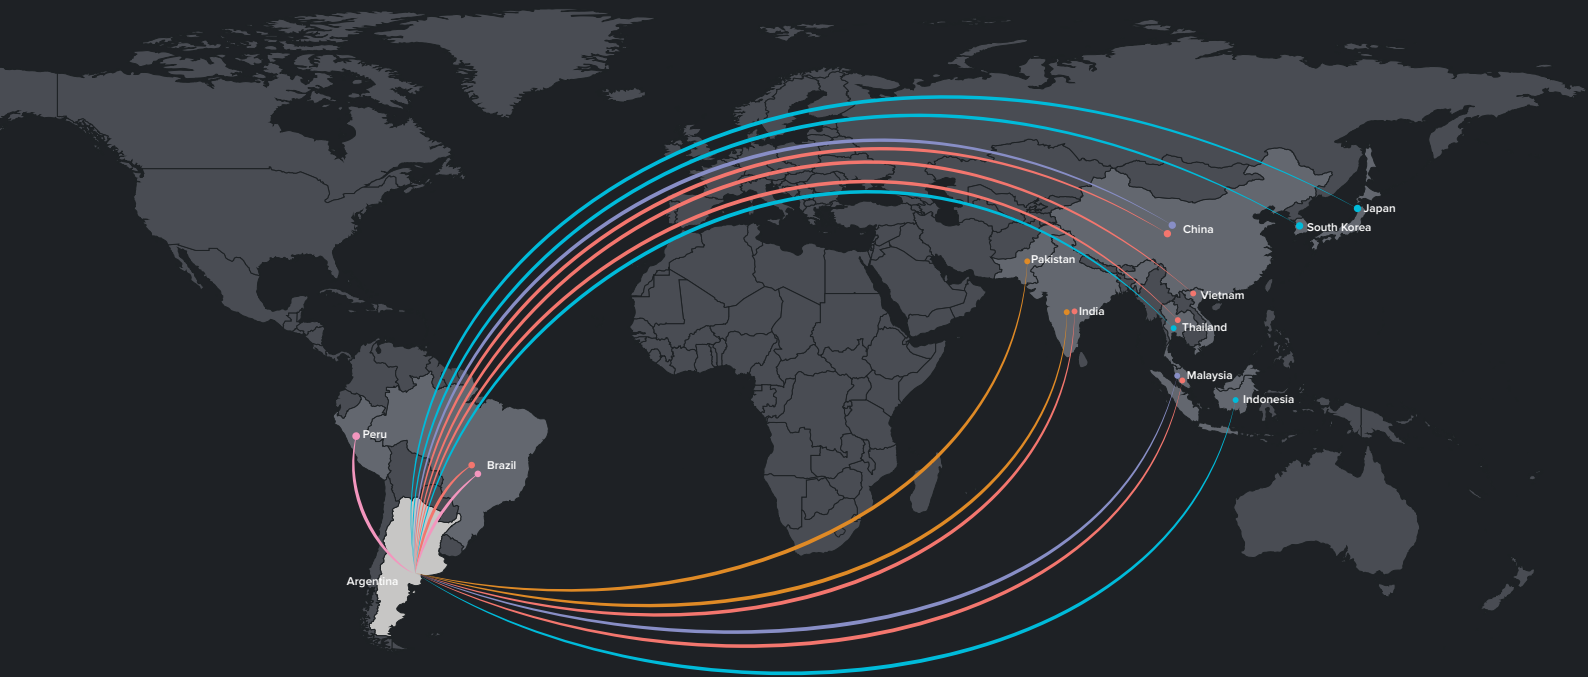 Japan
South Korea
China
Pakistan
Vietnam
India
Thailand
Malaysia
Indonesia
Peru
Brazil
Argentina